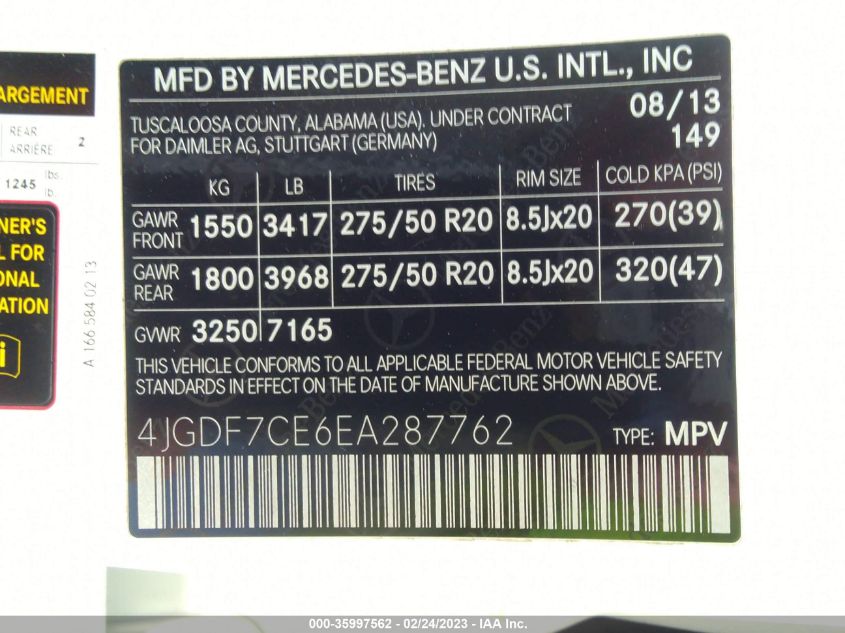 ARGEMENT
REAR
ARRIÈRE 2
1245 lbs.
lb.
NER'S
L FOR
ONAL
ATION
i
A 166 584 02 13
MFD BY MERCEDES-BENZ U.S. INTL., INC
TUSCALOOSA COUNTY, ALABAMA (USA). UNDER CONTRACT 08/13
FOR DAIMLER AG, STUTTGART (GERMANY) 149
KG LB TIRES RIM SIZE COLD KPA (PSI)
GAWR FRONT 1550 3417 275/50 R20 8.5Jx20 270(39)
GAWR REAR 1800 3968 275/50 R20 8.5Jx20 320(47)
GVWR 3250 7165
THIS VEHICLE CONFORMS TO ALL APPLICABLE FEDERAL MOTOR VEHICLE SAFETY
STANDARDS IN EFFECT ON THE DATE OF MANUFACTURE SHOWN ABOVE.
4JGDF7CE6EA287762 TYPE: MPV
000-35997562 - 02/24/2023 - IAA Inc.